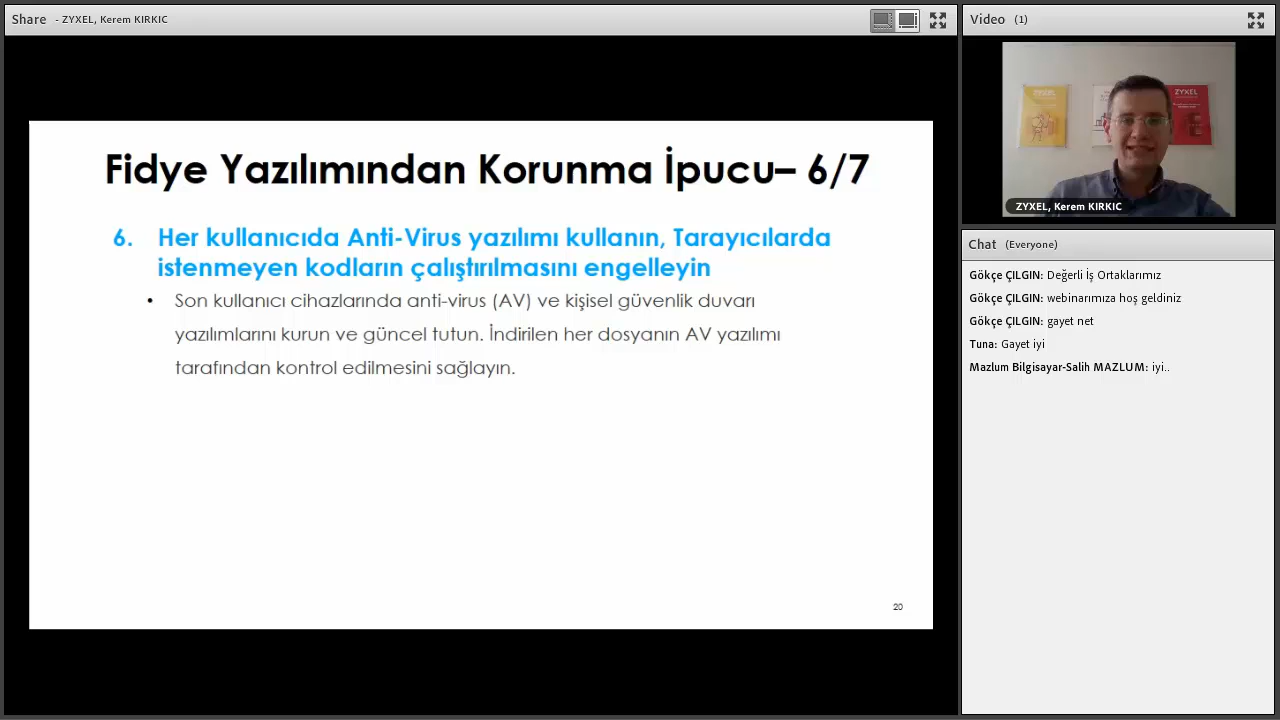 Share - ZYXEL, Kerem KIRKIC
Fidye Yazılımından Korunma İpucu– 6/7
6. Her kullanıcıda Anti-Virus yazılımı kullanın, Tarayıcılarda
istenmeyen kodların çalıştırılmasını engelleyin
• Son kullanıcı cihazlarında anti-virus (AV) ve kişisel güvenlik duvarı
yazılımlarını kurun ve güncel tutun. İndirilen her dosyanın AV yazılımı
tarafından kontrol edilmesini sağlayın.
20
Video (1)
ZYXEL
ZYXEL, Kerem KIRKIC
Chat (Everyone)
Gökçe ÇILGIN: Değerli İş Ortaklarımız
Gökçe ÇILGIN: webinarımıza hoş geldiniz
Gökçe ÇILGIN: gayet net
Tuna: Gayet iyi
Mazlum Bilgisayar-Salih MAZLUM: iyi..